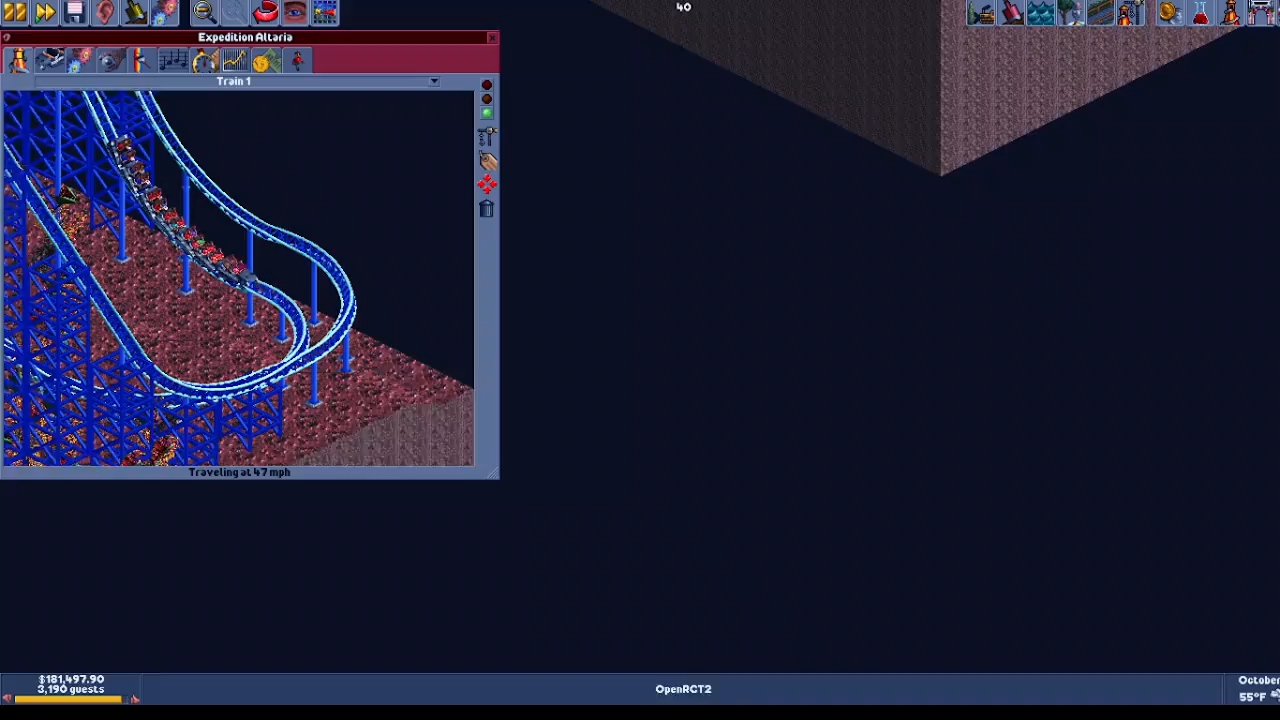 40
Expedition Altaria
Train 1
Traveling at 47 mph
$181,497.90
3,190 guests
OpenRCT2
October
55°F